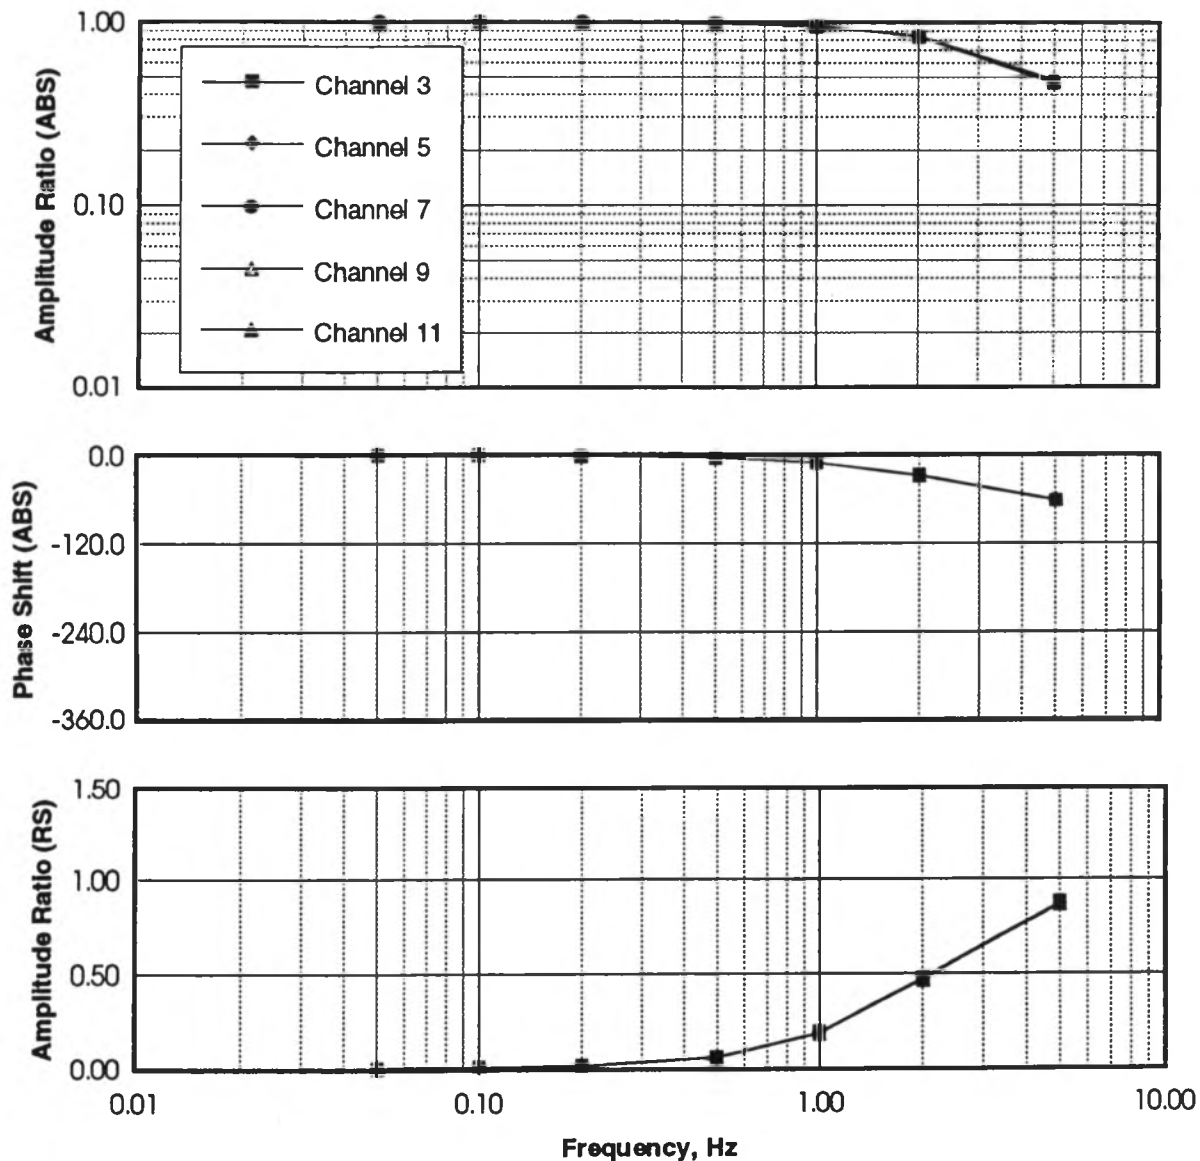 Amplitude Ratio (ABS)
1.00
0.10
0.01
Channel 3
Channel 5
Channel 7
Channel 9
Channel 11
Phase Shift (ABS)
0.0
-120.0
-240.0
-360.0
Amplitude Ratio (RS)
1.50
1.00
0.50
0.00
0.01 0.10 1.00 10.00
Frequency, Hz